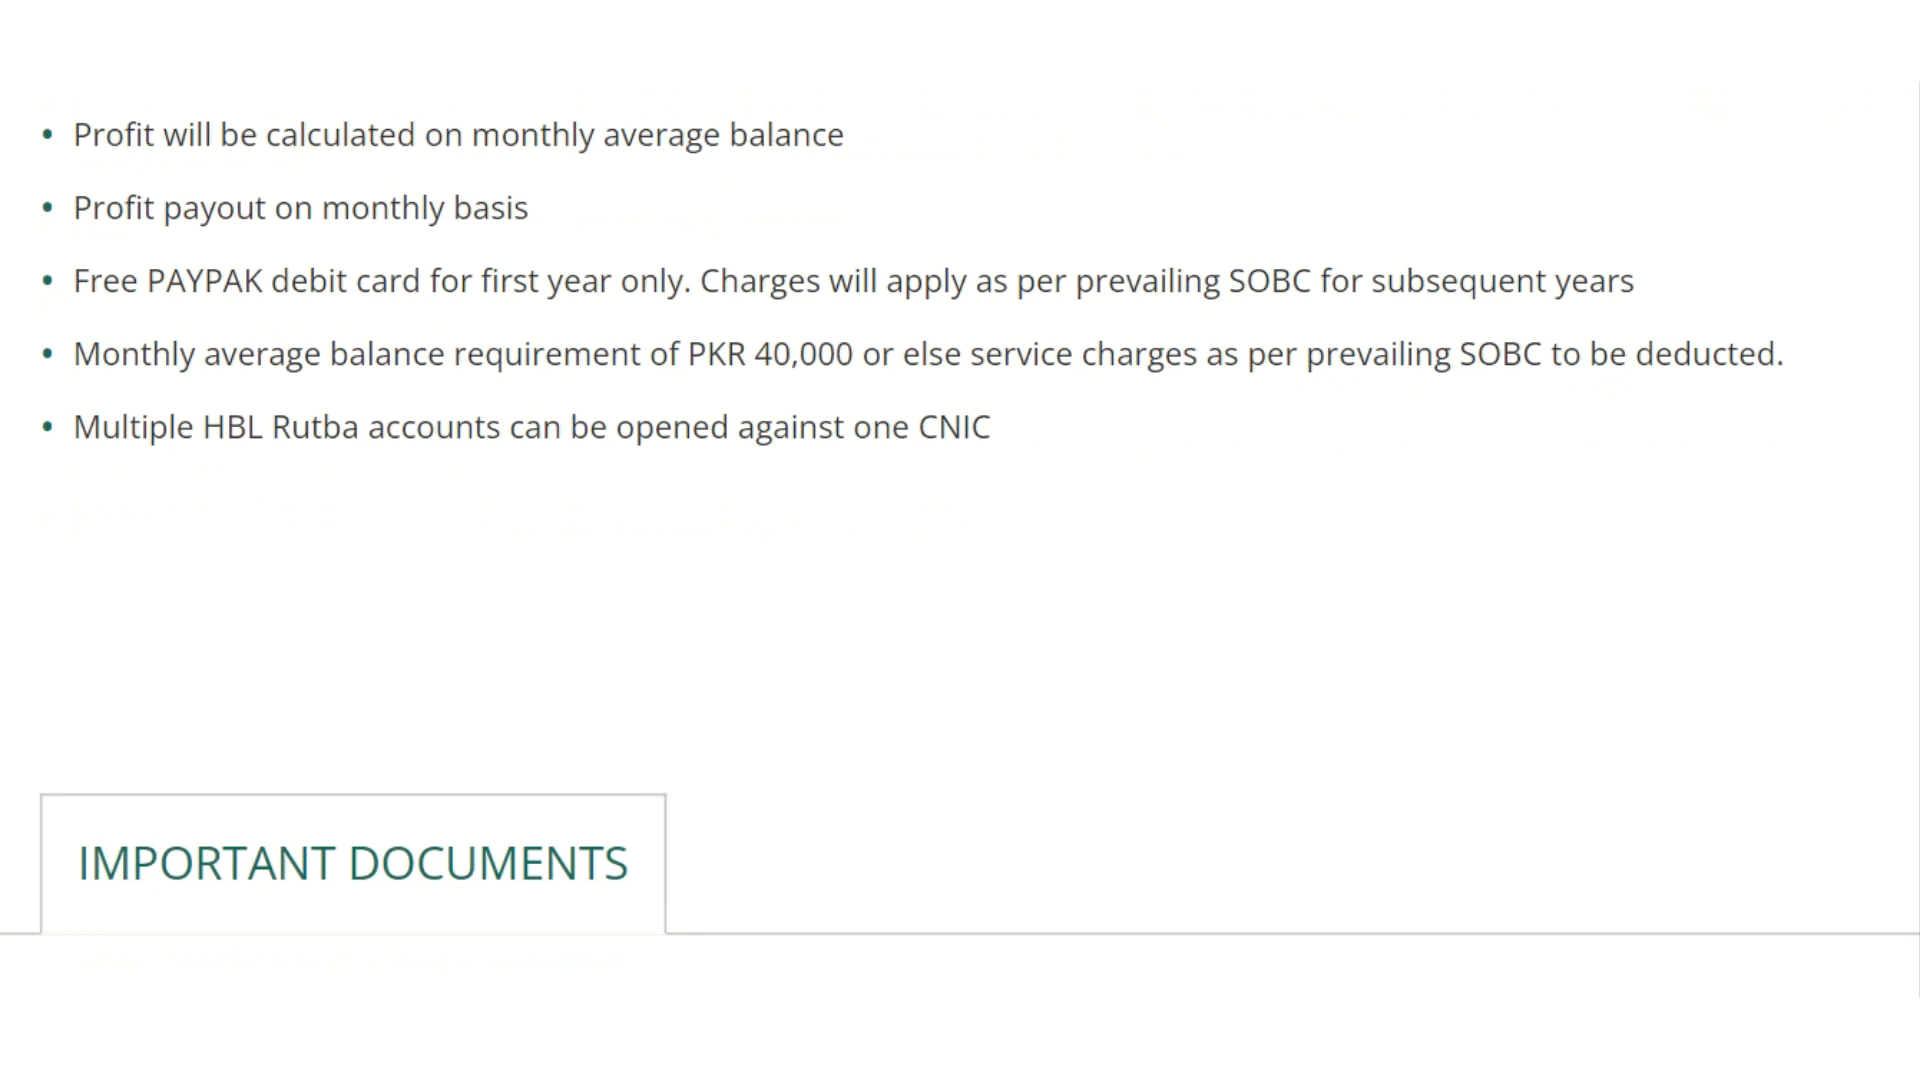 • Profit will be calculated on monthly average balance
• Profit payout on monthly basis
• Free PAYPAK debit card for first year only. Charges will apply as per prevailing SOBC for subsequent years
• Monthly average balance requirement of PKR 40,000 or else service charges as per prevailing SOBC to be deducted.
• Multiple HBL Rutba accounts can be opened against one CNIC
IMPORTANT DOCUMENTS